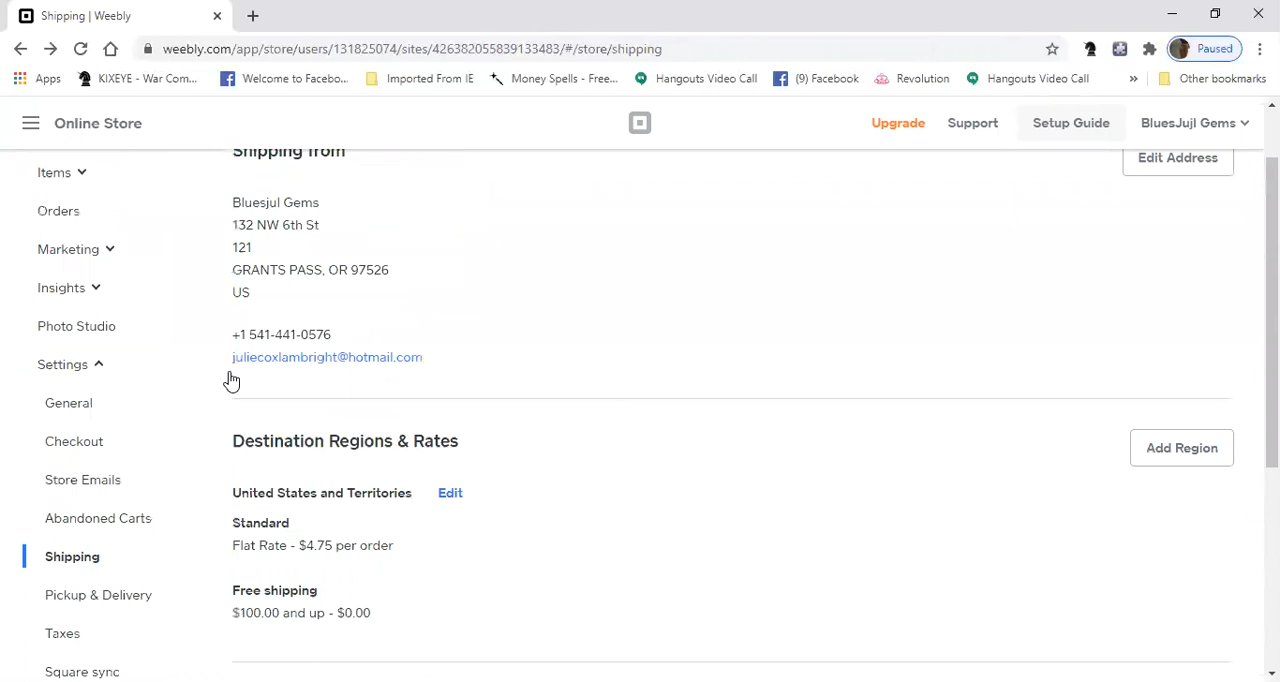 Shipping | Weebly
weebly.com/app/store/users/131825074/sites/426382055839133483/#/store/shipping
Paused
Apps
KIXEYE - War Com...
Welcome to Facebo...
Imported From IE
Money Spells - Free...
Hangouts Video Call
(9) Facebook
Revolution
Hangouts Video Call
»
Other bookmarks
Online Store
Upgrade
Support
Setup Guide
BluesJujl Gems
Items
Orders
Marketing
Insights
Photo Studio
Settings
General
Checkout
Store Emails
Abandoned Carts
Shipping
Pickup & Delivery
Taxes
Square sync
Shipping from
Edit Address
Bluesjul Gems
132 NW 6th St
121
GRANTS PASS, OR 97526
US
+1 541-441-0576
juliecoxlambright@hotmail.com
Destination Regions & Rates
Add Region
United States and Territories Edit
Standard
Flat Rate - $4.75 per order
Free shipping
$100.00 and up - $0.00